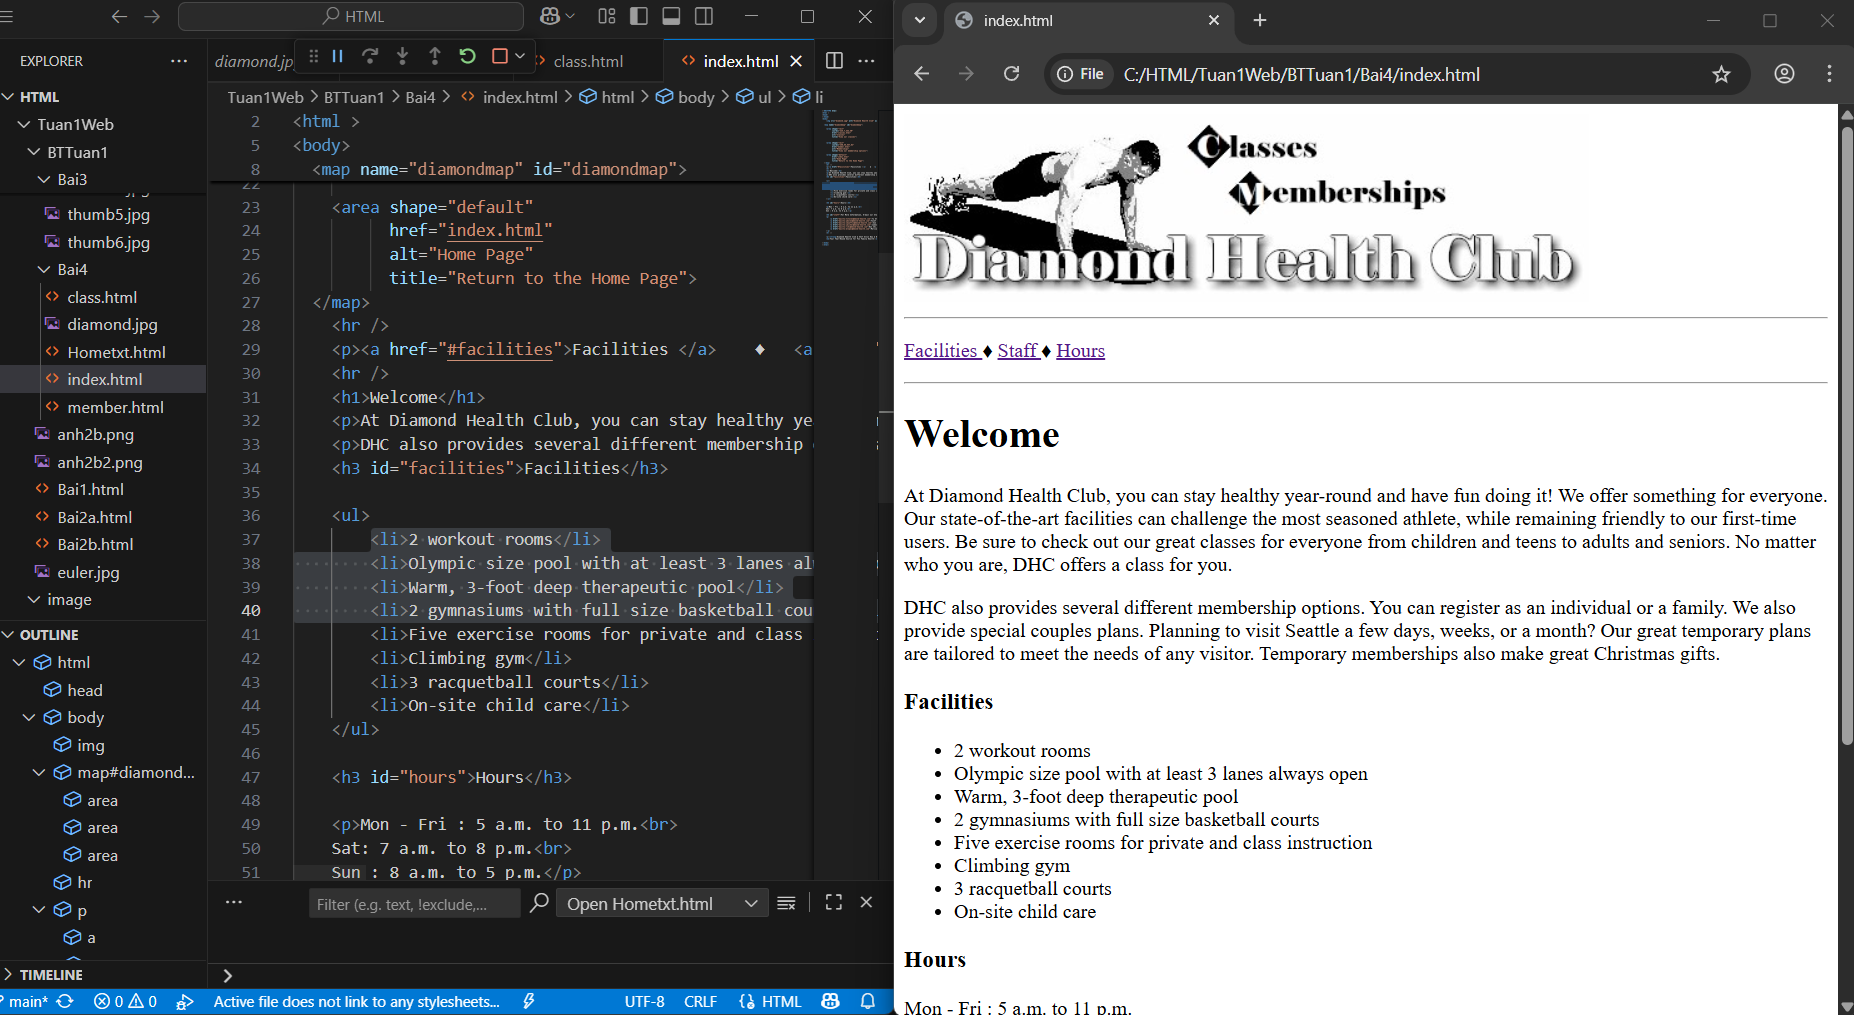 HTML
index.html
EXPLORER
diamond.jp
class.html
index.html
File
C:/HTML/Tuan1Web/BTTuan1/Bai4/index.html
HTML
Tuan1Web
BTTuan1
Bai3
thumb5.jpg
thumb6.jpg
Bai4
class.html
diamond.jpg
Hometxt.html
index.html
member.html
anh2b.png
anh2b2.png
Bai1.html
Bai2a.html
Bai2b.html
euler.jpg
image
OUTLINE
html
head
body
img
map#diamond...
area
area
area
hr
p
a
TIMELINE
Tuan1Web > BTTuan1 > Bai4 > index.html > html > body > ul > li
2 <html >
5 <body>
8 <map name="diamondmap" id="diamondmap">
22
23 <area shape="default"
24 href="index.html"
25 alt="Home Page"
26 title="Return to the Home Page">
27 </map>
28 <hr />
29 <p><a href="#facilities">Facilities </a> ♦ <a
30 <hr />
31 <h1>Welcome</h1>
32 <p>At Diamond Health Club, you can stay healthy ye
33 <p>DHC also provides several different membership
34 <h3 id="facilities">Facilities</h3>
35
36 <ul>
37 <li>2 workout rooms</li>
38 <li>Olympic size pool with at least 3 lanes al
39 <li>Warm, 3-foot deep therapeutic pool</li>
40 <li>2 gymnasiums with full size basketball cou
41 <li>Five exercise rooms for private and class
42 <li>Climbing gym</li>
43 <li>3 racquetball courts</li>
44 <li>On-site child care</li>
45 </ul>
46
47 <h3 id="hours">Hours</h3>
48
49 <p>Mon - Fri : 5 a.m. to 11 p.m.<br>
50 Sat: 7 a.m. to 8 p.m.<br>
51 Sun : 8 a.m. to 5 p.m.</p>
Filter (e.g. text, !exclude,...
Open Hometxt.html
main*
0
0
Active file does not link to any stylesheets...
UTF-8
CRLF
HTML
Classes
Memberships
Diamond Health Club
Facilities ♦ Staff ♦ Hours
Welcome
At Diamond Health Club, you can stay healthy year-round and have fun doing it! We offer something for everyone.
Our state-of-the-art facilities can challenge the most seasoned athlete, while remaining friendly to our first-time
users. Be sure to check out our great classes for everyone from children and teens to adults and seniors. No matter
who you are, DHC offers a class for you.
DHC also provides several different membership options. You can register as an individual or a family. We also
provide special couples plans. Planning to visit Seattle a few days, weeks, or a month? Our great temporary plans
are tailored to meet the needs of any visitor. Temporary memberships also make great Christmas gifts.
Facilities
• 2 workout rooms
• Olympic size pool with at least 3 lanes always open
• Warm, 3-foot deep therapeutic pool
• 2 gymnasiums with full size basketball courts
• Five exercise rooms for private and class instruction
• Climbing gym
• 3 racquetball courts
• On-site child care
Hours
Mon - Fri : 5 a.m. to 11 p.m.